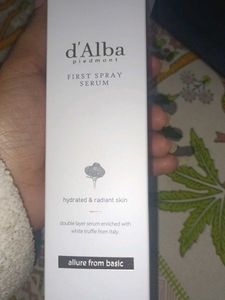 d'Alba
piedmont
FIRST SPRAY
SERUM
hydrated & radiant skin
double layer serum enriched with
white truffle from Italy.
allure from basic